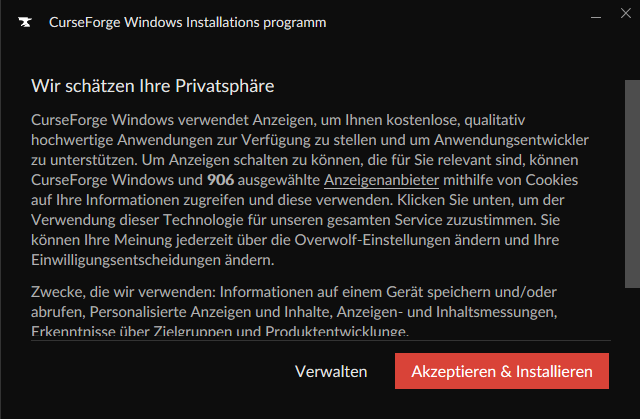 CurseForge Windows Installations programm
Wir schätzen Ihre Privatsphäre
CurseForge Windows verwendet Anzeigen, um Ihnen kostenlose, qualitativ
hochwertige Anwendungen zur Verfügung zu stellen und um Anwendungsentwickler
zu unterstützen. Um Anzeigen schalten zu können, die für Sie relevant sind, können
CurseForge Windows und 906 ausgewählte Anzeigenanbieter mithilfe von Cookies
auf Ihre Informationen zugreifen und diese verwenden. Klicken Sie unten, um der
Verwendung dieser Technologie für unseren gesamten Service zuzustimmen. Sie
können Ihre Meinung jederzeit über die Overwolf-Einstellungen ändern und Ihre
Einwilligungsentscheidungen ändern.
Zwecke, die wir verwenden: Informationen auf einem Gerät speichern und/oder
abrufen, Personalisierte Anzeigen und Inhalte, Anzeigen- und Inhaltsmessungen,
Erkenntnisse über Zielgruppen und Produktentwicklunge.
Verwalten
Akzeptieren & Installieren